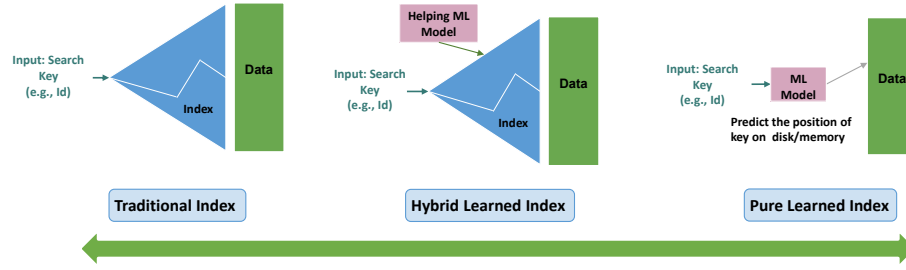 Input: Search
Key
(e.g., Id)
Index
Data
Helping ML
Model
Input: Search
Key
(e.g., Id)
Index
Data
Input: Search
Key
(e.g., Id)
ML
Model
Predict the position of
key on disk/memory
Data
Traditional Index
Hybrid Learned Index
Pure Learned Index